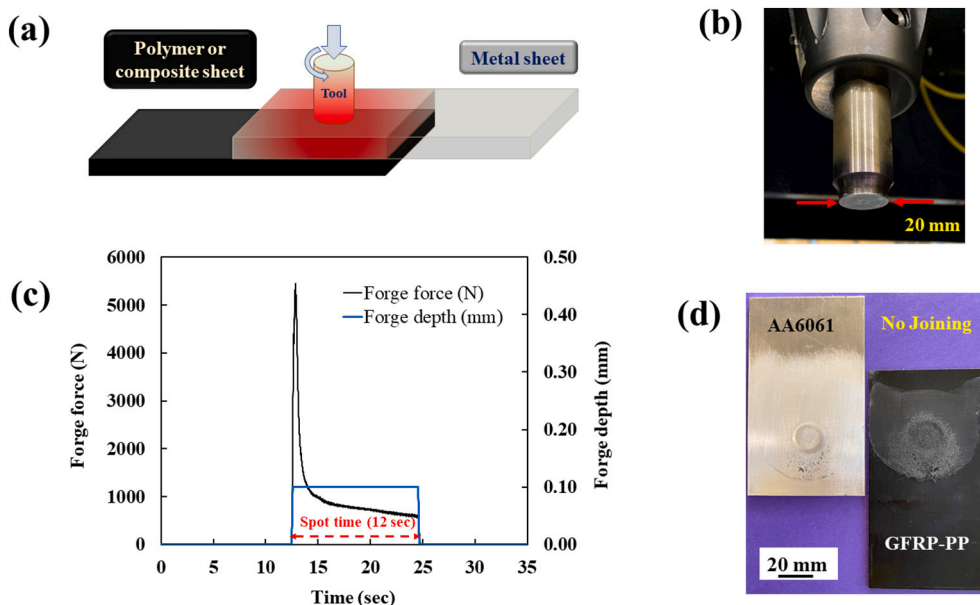 (a)
Polymer or
composite sheet
Metal sheet
Tool
(b)
20 mm
(c)
6000
5000
4000
3000
2000
1000
0
Forge force (N)
0.50
0.40
0.30
0.20
0.10
0.00
Forge depth (mm)
Forge force (N)
Forge depth (mm)
Spot time (12 sec)
0 5 10 15 20 25 30 35
Time (sec)
(d)
AA6061
No Joining
GFRP-PP
20 mm